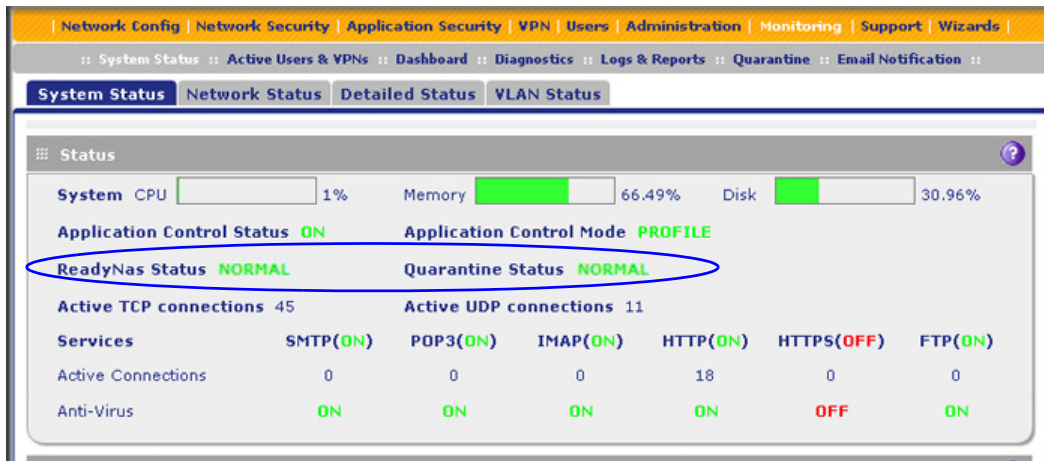 | Network Config | Network Security | Application Security | VPN | Users | Administration | Monitoring | Support | Wizards |
:: System Status :: Active Users & VPNs :: Dashboard :: Diagnostics :: Logs & Reports :: Quarantine :: Email Notification ::
System Status Network Status Detailed Status VLAN Status
Status ?
System CPU 1% Memory 66.49% Disk 30.96%
Application Control Status ON Application Control Mode PROFILE
ReadyNas Status NORMAL Quarantine Status NORMAL
Active TCP connections 45 Active UDP connections 11
Services SMTP(ON) POP3(ON) IMAP(ON) HTTP(ON) HTTPS(OFF) FTP(ON)
Active Connections 0 0 0 18 0 0
Anti-Virus ON ON ON ON OFF ON